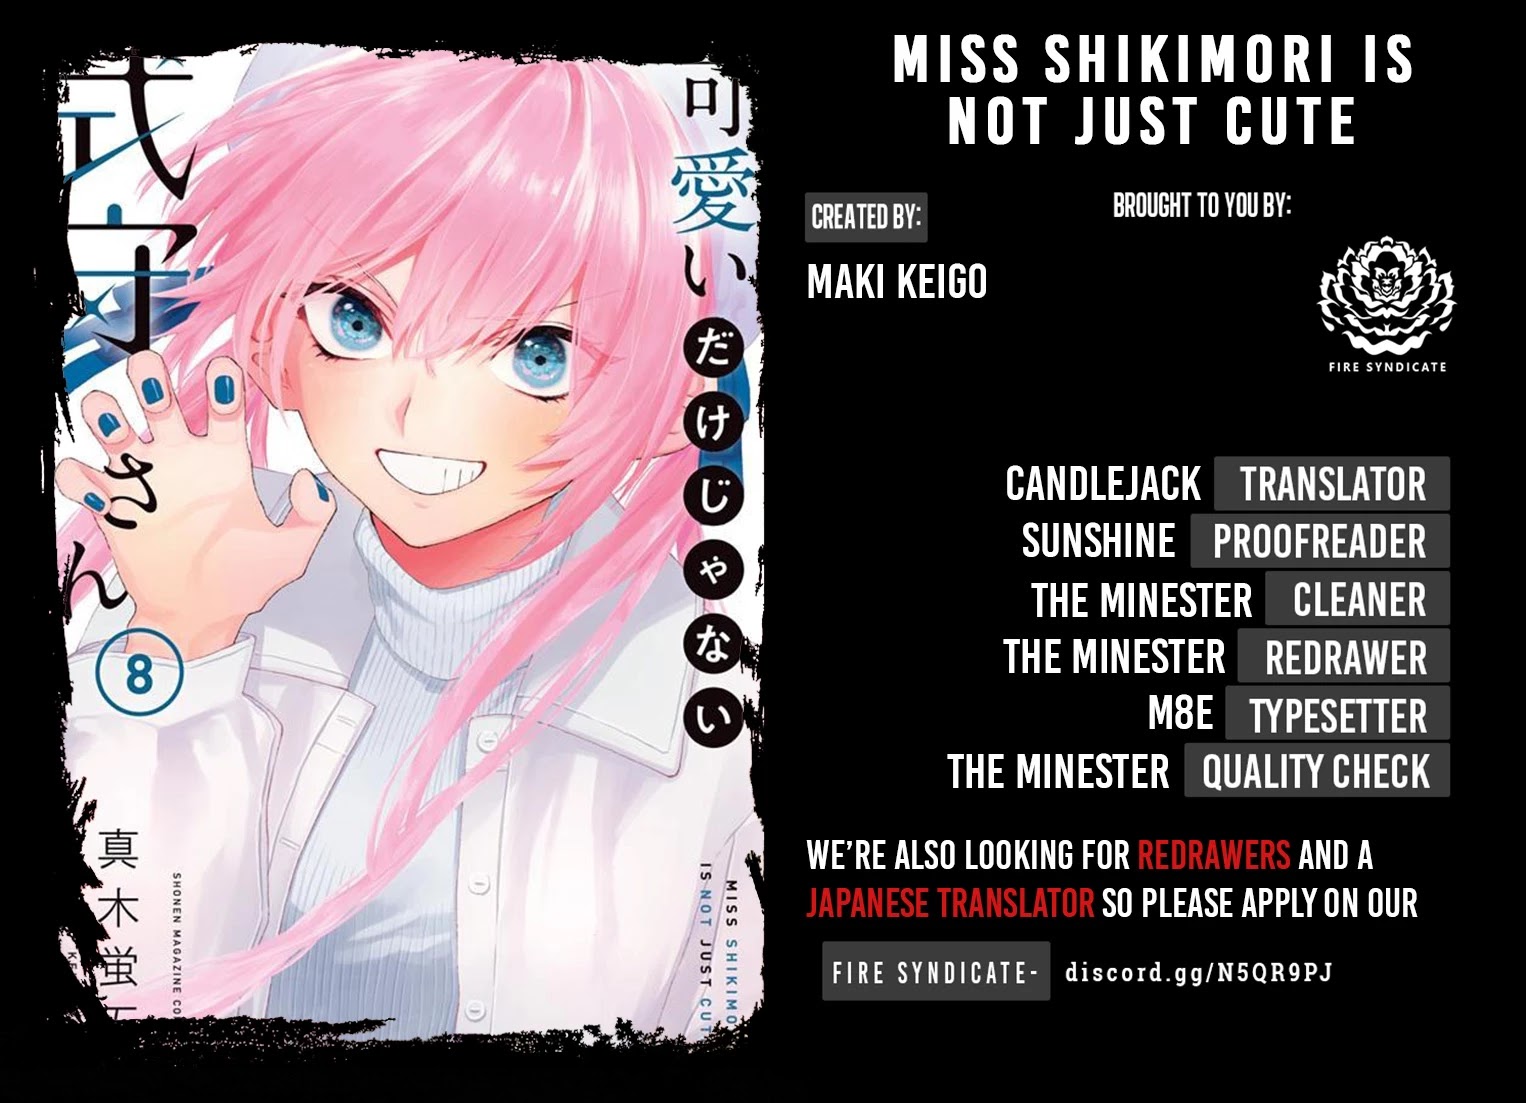 可愛いだけじゃない
式守さん
8
真木蛍五
SHONEN MAGAZINE CO
MISS SHIKIMO
IS NOT JUST CUT
MISS SHIKIMORI IS
NOT JUST CUTE
CREATED BY:
MAKI KEIGO
BROUGHT TO YOU BY:
FIRE SYNDICATE
CANDLEJACK TRANSLATOR
SUNSHINE PROOFREADER
THE MINESTER CLEANER
THE MINESTER REDRAWER
M8E TYPESETTER
THE MINESTER QUALITY CHECK
WE'RE ALSO LOOKING FOR REDRAWERS AND A
JAPANESE TRANSLATOR SO PLEASE APPLY ON OUR
FIRE SYNDICATE- discord.gg/N5QR9PJ